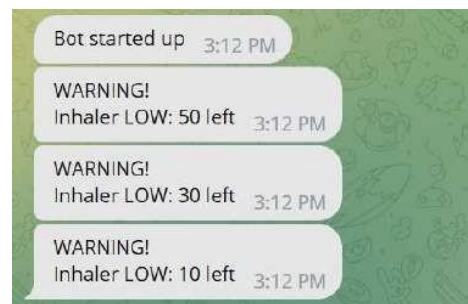 Bot started up 3:12 PM
WARNING!
Inhaler LOW: 50 left 3:12 PM
WARNING!
Inhaler LOW: 30 left 3:12 PM
WARNING!
Inhaler LOW: 10 left 3:12 PM